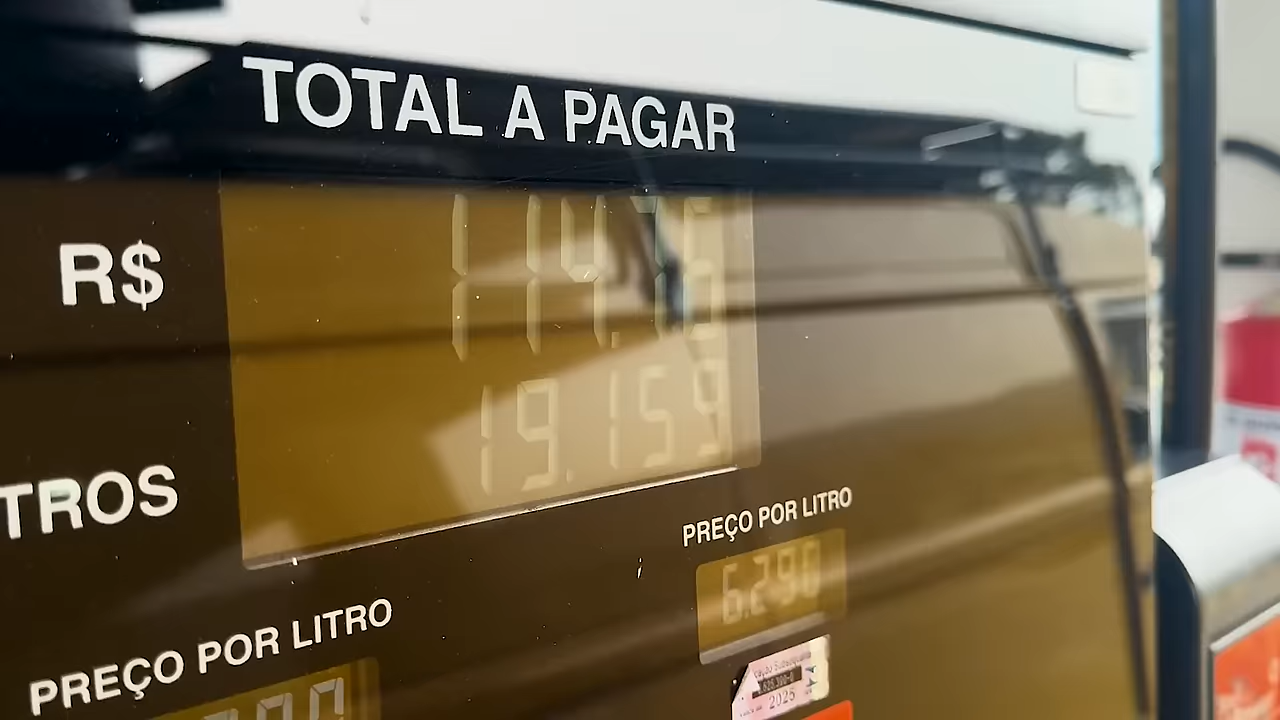 TOTAL A PAGAR
R$
114.76
19.159
TROS
PREÇO POR LITRO
6.290
PREÇO POR LITRO
2025